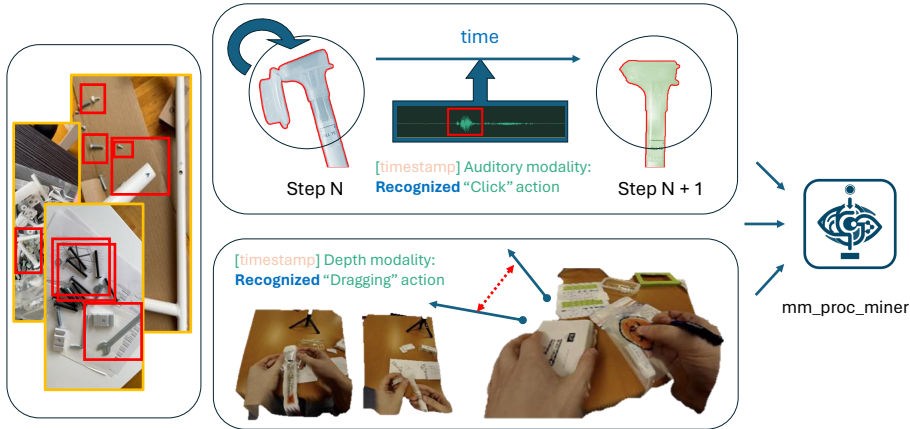 time
[timestamp] Auditory modality:
Recognized "Click" action
Step N
Step N + 1
[timestamp] Depth modality:
Recognized "Dragging" action
mm_proc_miner